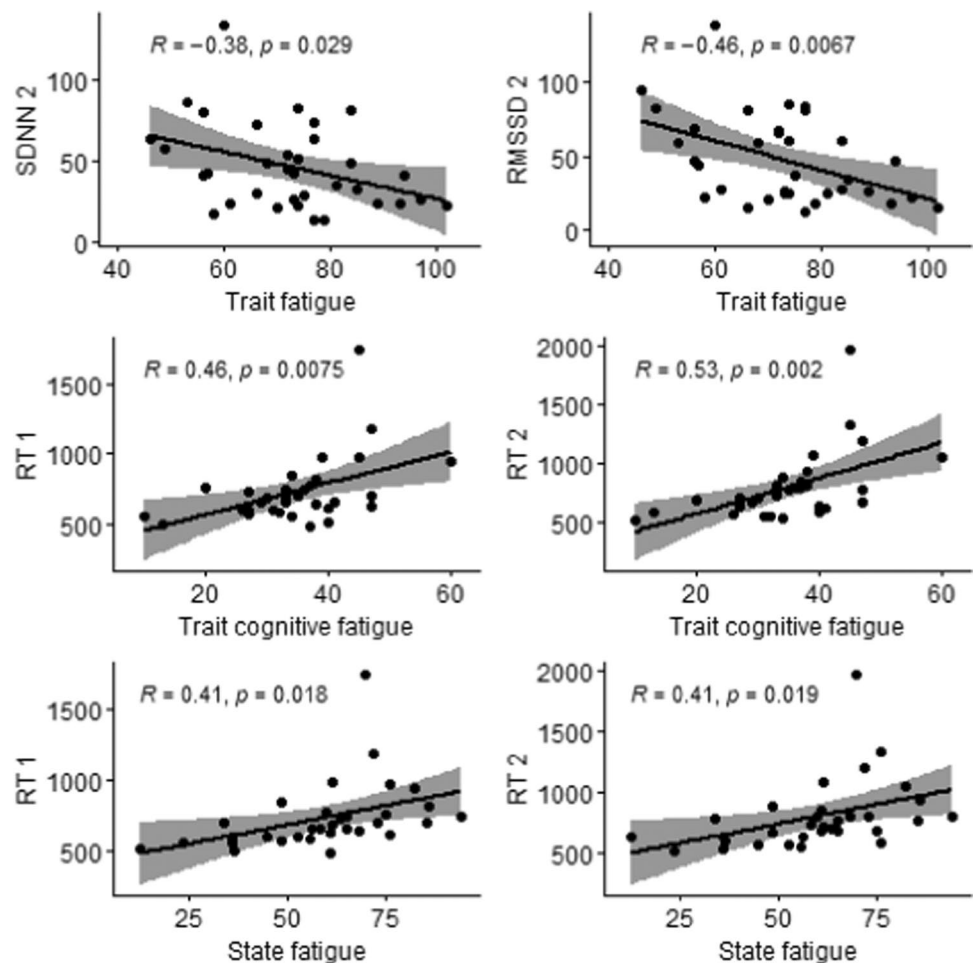 R = −0.38, p = 0.029
SDNN 2
100
50
0
40 60 80 100
Trait fatigue
R = −0.46, p = 0.0067
RMSSD 2
100
50
0
40 60 80 100
Trait fatigue
R = 0.46, p = 0.0075
RT 1
1500
1000
500
20 40 60
Trait cognitive fatigue
R = 0.53, p = 0.002
RT 2
2000
1500
1000
500
20 40 60
Trait cognitive fatigue
R = 0.41, p = 0.018
RT 1
1500
1000
500
25 50 75
State fatigue
R = 0.41, p = 0.019
RT 2
2000
1500
1000
500
25 50 75
State fatigue